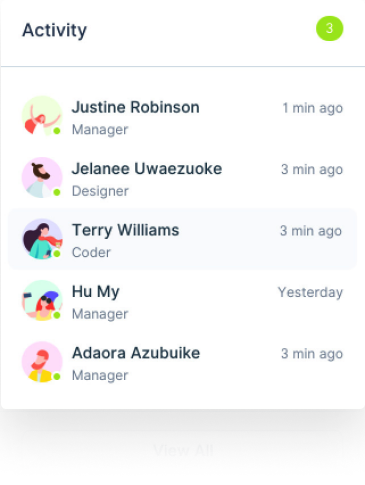 Activity 3
Justine Robinson 1 min ago
Manager
Jelanee Uwaezuoke 3 min ago
Designer
Terry Williams 3 min ago
Coder
Hu My Yesterday
Manager
Adaora Azubuike 3 min ago
Manager
View All